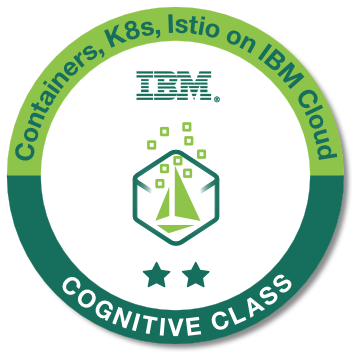 Containers, K8s, Istio on IBM Cloud
IBM®
COGNITIVE CLASS